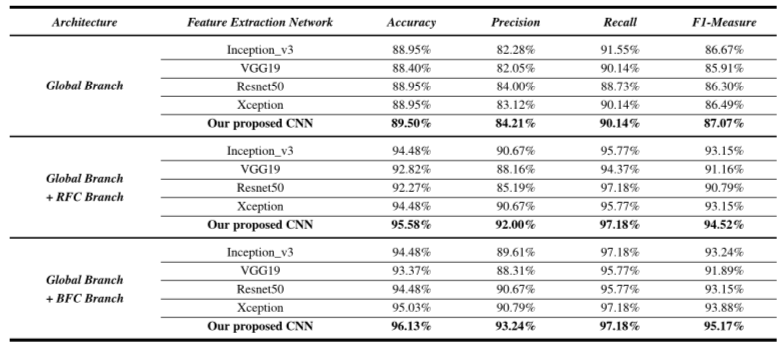 Architecture Feature Extraction Network Accuracy Precision Recall F1-Measure
Global Branch
Inception_v3 88.95% 82.28% 91.55% 86.67%
VGG19 88.40% 82.05% 90.14% 85.91%
Resnet50 88.95% 84.00% 88.73% 86.30%
Xception 88.95% 83.12% 90.14% 86.49%
Our proposed CNN 89.50% 84.21% 90.14% 87.07%
Global Branch
+ RFC Branch
Inception_v3 94.48% 90.67% 95.77% 93.15%
VGG19 92.82% 88.16% 94.37% 91.16%
Resnet50 92.27% 85.19% 97.18% 90.79%
Xception 94.48% 90.67% 95.77% 93.15%
Our proposed CNN 95.58% 92.00% 97.18% 94.52%
Global Branch
+ BFC Branch
Inception_v3 94.48% 89.61% 97.18% 93.24%
VGG19 93.37% 88.31% 95.77% 91.89%
Resnet50 94.48% 90.67% 95.77% 93.15%
Xception 95.03% 90.79% 97.18% 93.88%
Our proposed CNN 96.13% 93.24% 97.18% 95.17%